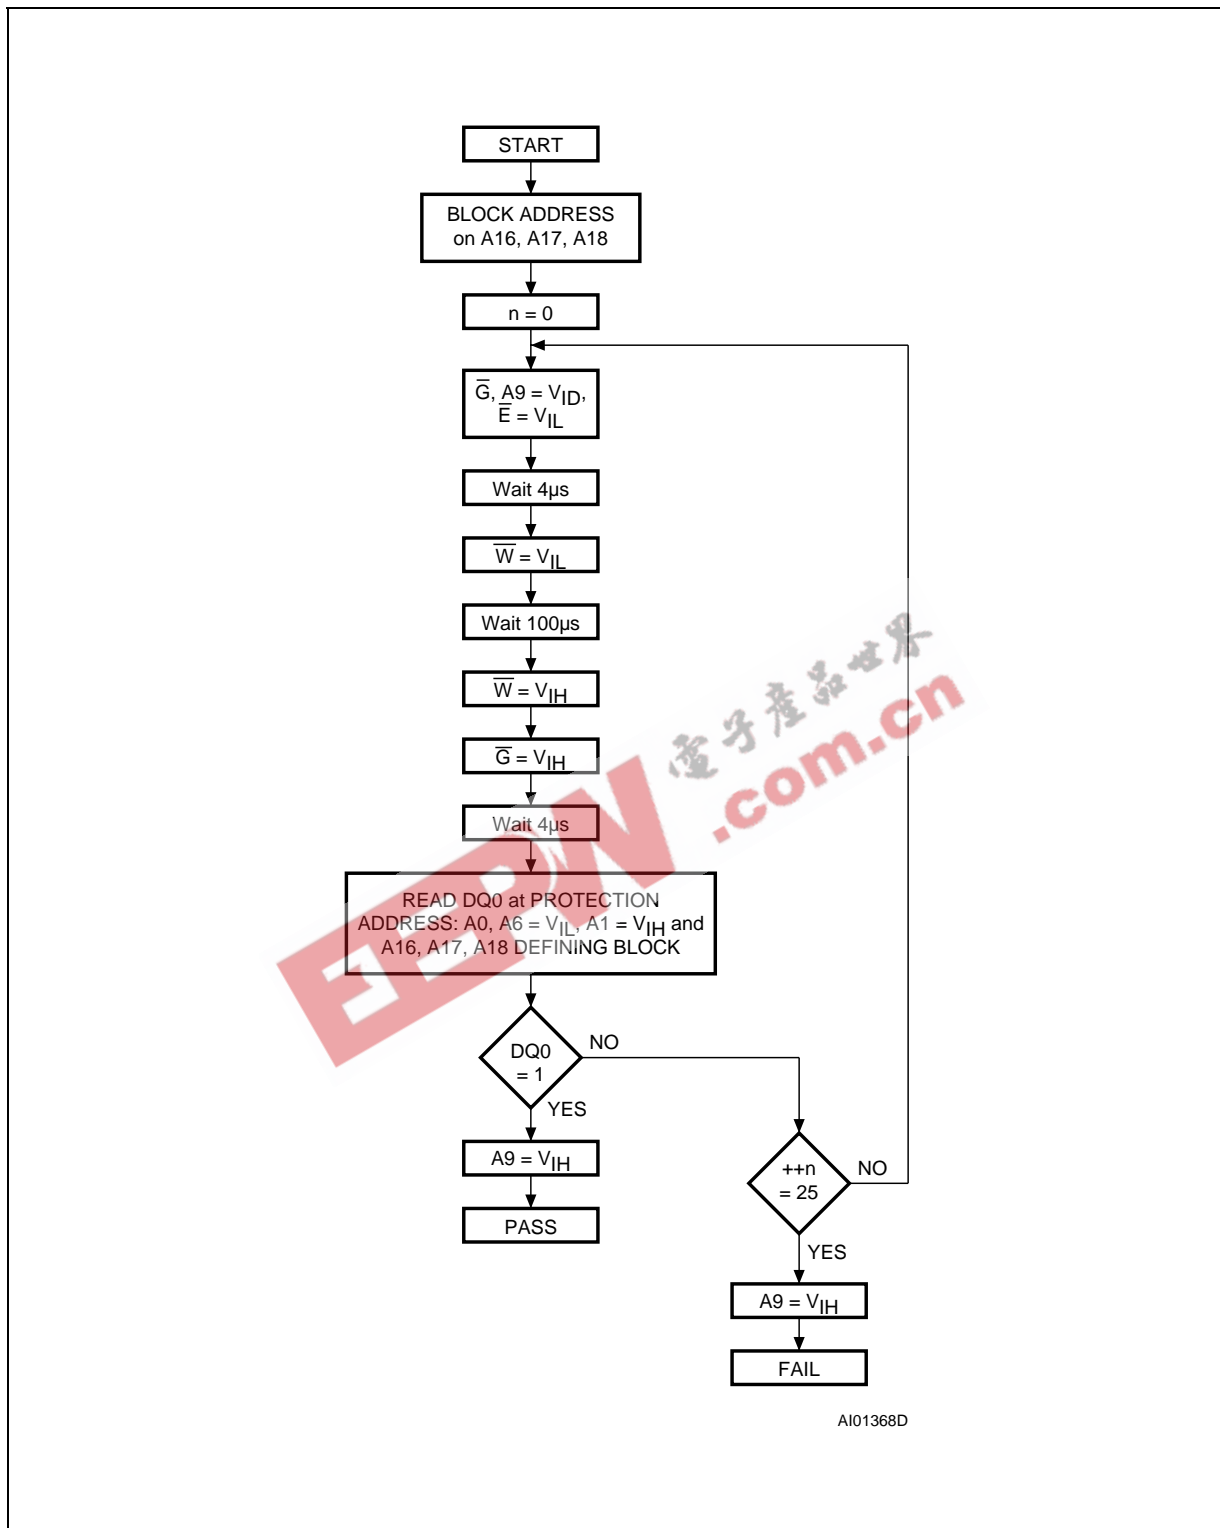 START
BLOCK ADDRESS
on A16, A17, A18
n = 0
G̅, A9 = VID,
E̅ = VIL
Wait 4µs
W̅ = VIL
Wait 100µs
W̅ = VIH
G̅ = VIH
Wait 4µs
READ DQ0 at PROTECTION
ADDRESS: A0, A6 = VIL, A1 = VIH and
A16, A17, A18 DEFINING BLOCK
DQ0
= 1
NO
YES
A9 = VIH
PASS
++n
= 25
NO
YES
A9 = VIH
FAIL
AI01368D
EEPW
電子產品世界
.com.cn